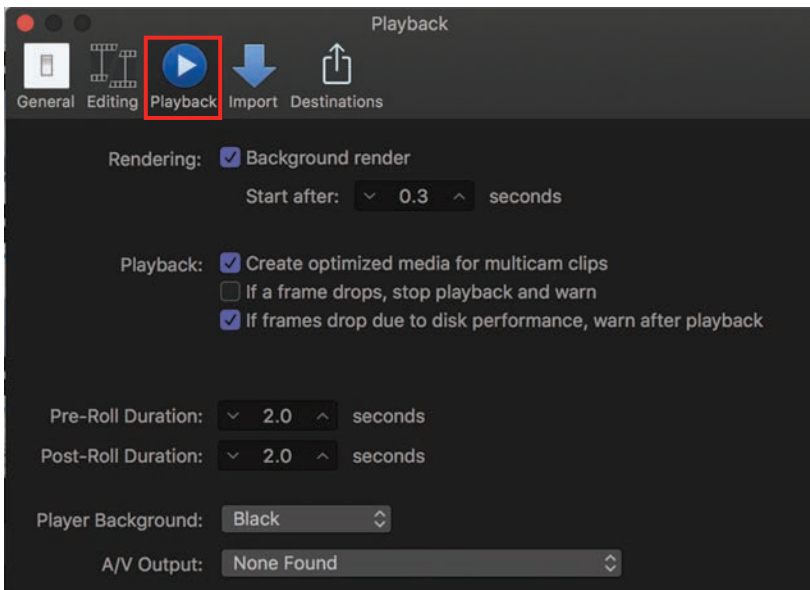 Playback
General Editing Playback Import Destinations
Rendering: Background render
Start after: 0.3 seconds
Playback: Create optimized media for multicam clips
If a frame drops, stop playback and warn
If frames drop due to disk performance, warn after playback
Pre-Roll Duration: 2.0 seconds
Post-Roll Duration: 2.0 seconds
Player Background: Black
A/V Output: None Found